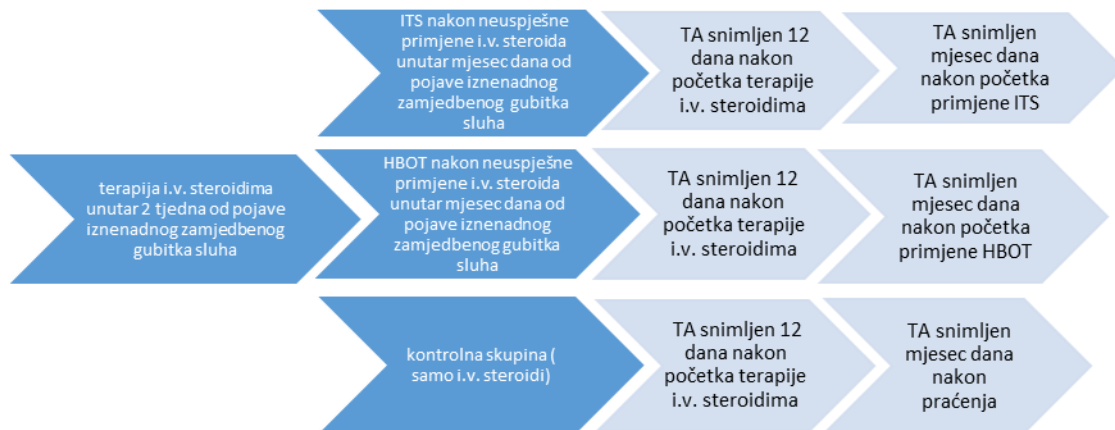 ITS nakon neuspješne
primjene i.v. steroida
unutar mjesec dana od
pojave iznenadnog
zamjedbenog gubitka
sluha
TA snimljen 12
dana nakon
početka terapije
i.v. steroidima
TA snimljen
mjesec dana
nakon početka
primjene ITS
terapija i.v. steroidima
unutar 2 tjedna od pojave
iznenadnog zamjedbenog
gubitka sluha
HBOT nakon neuspješne
primjene i.v. steroida
unutar mjesec dana od
pojave iznenadnog
zamjedbenog gubitka
sluha
TA snimljen 12
dana nakon
početka terapije
i.v. steroidima
TA snimljen
mjesec dana
nakon početka
primjene HBOT
kontrolna skupina (
samo i.v. steroidi)
TA snimljen 12
dana nakon
početka terapije
i.v. steroidima
TA snimljen
mjesec dana
nakon
praćenja